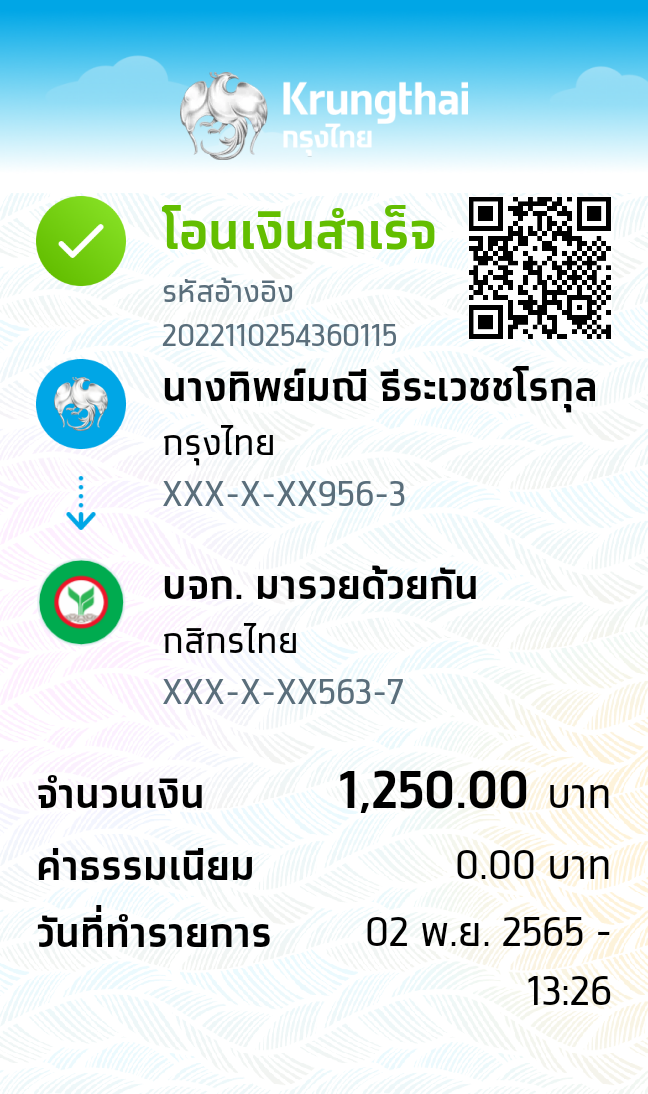 Krungthai
กรุงไทย
โอนเงินสำเร็จ
รหัสอ้างอิง
2022110254360115
นางทิพย์มณี ธีระเวชชโรกุล
กรุงไทย
XXX-X-XX956-3
บจก. มารวยด้วยกัน
กสิกรไทย
XXX-X-XX563-7
จำนวนเงิน 1,250.00 บาท
ค่าธรรมเนียม 0.00 บาท
วันที่ทำรายการ 02 พ.ย. 2565 -
13:26